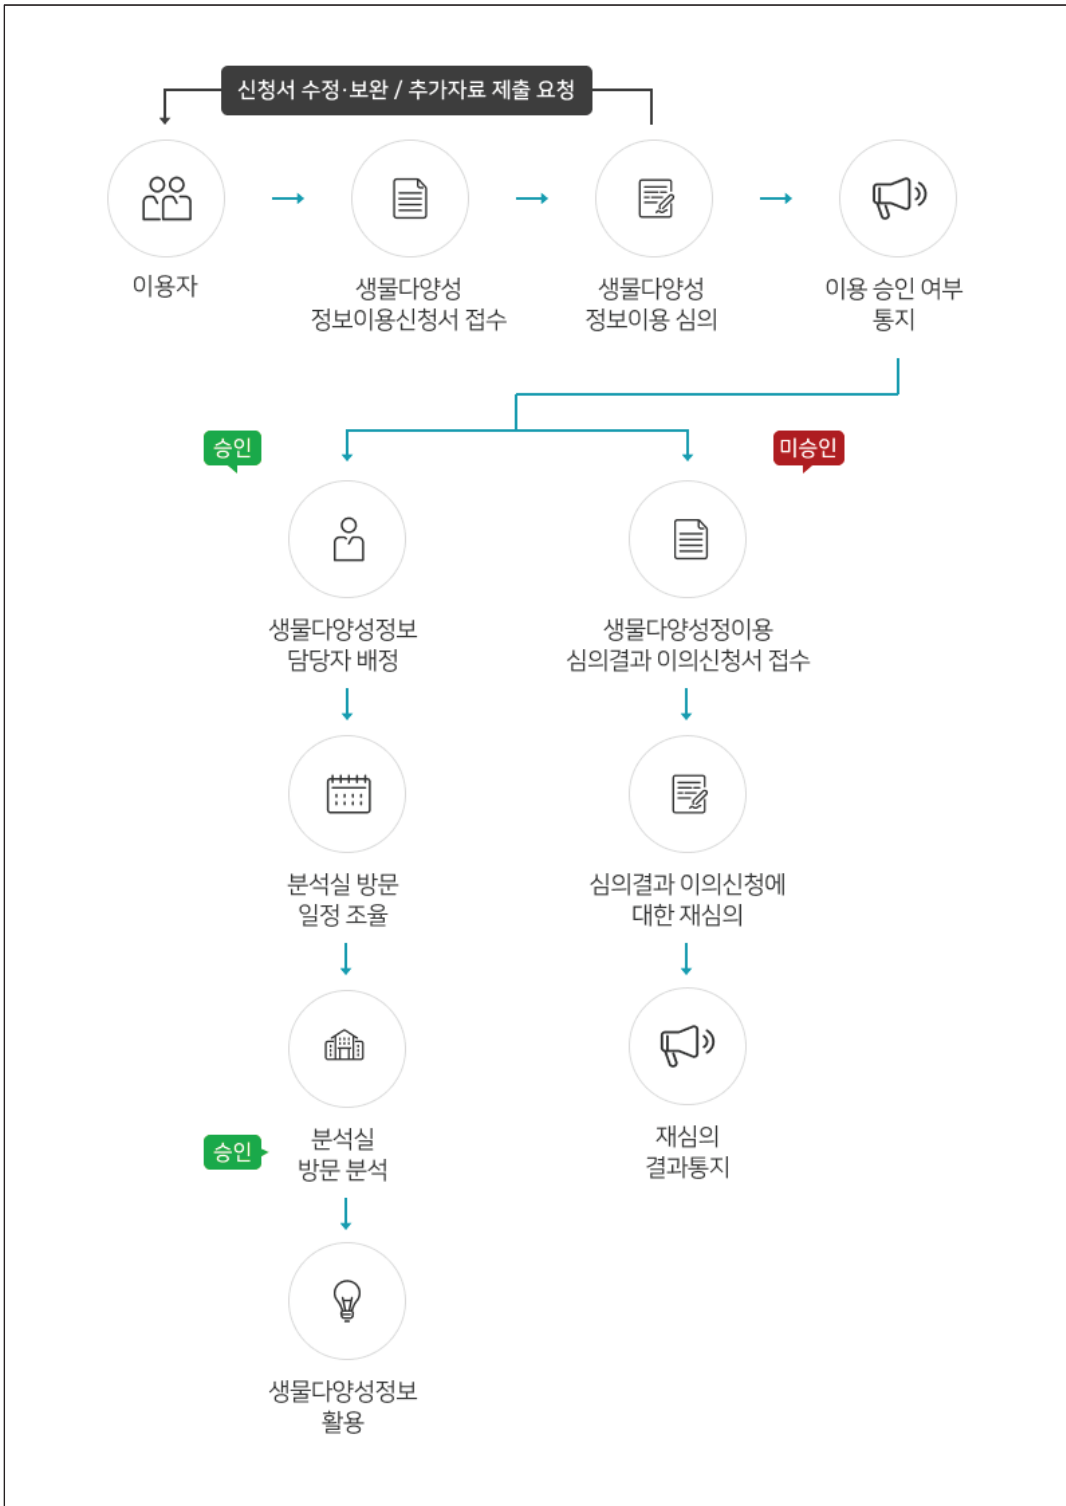 신청서 수정·보완 / 추가자료 제출 요청
이용자
생물다양성
정보이용신청서 접수
생물다양성
정보이용 심의
이용 승인 여부
통지
승인
미승인
생물다양성정보
담당자 배정
생물다양성정이용
심의결과 이의신청서 접수
분석실 방문
일정 조율
심의결과 이의신청에
대한 재심의
승인
분석실
방문 분석
재심의
결과통지
생물다양성정보
활용